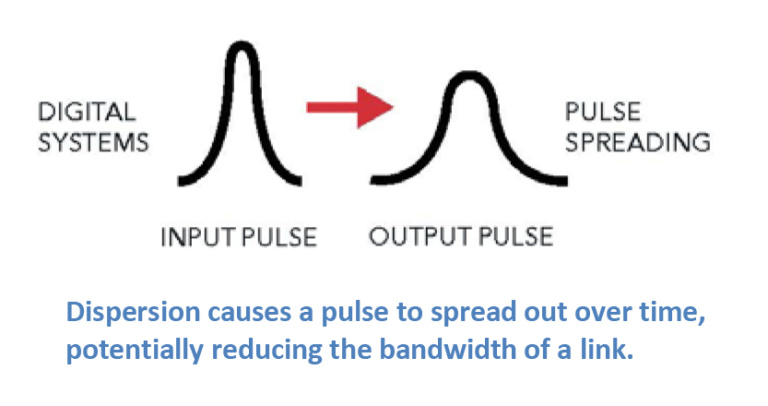 DIGITAL
SYSTEMS
PULSE
SPREADING
INPUT PULSE
OUTPUT PULSE
Dispersion causes a pulse to spread out over time,
potentially reducing the bandwidth of a link.